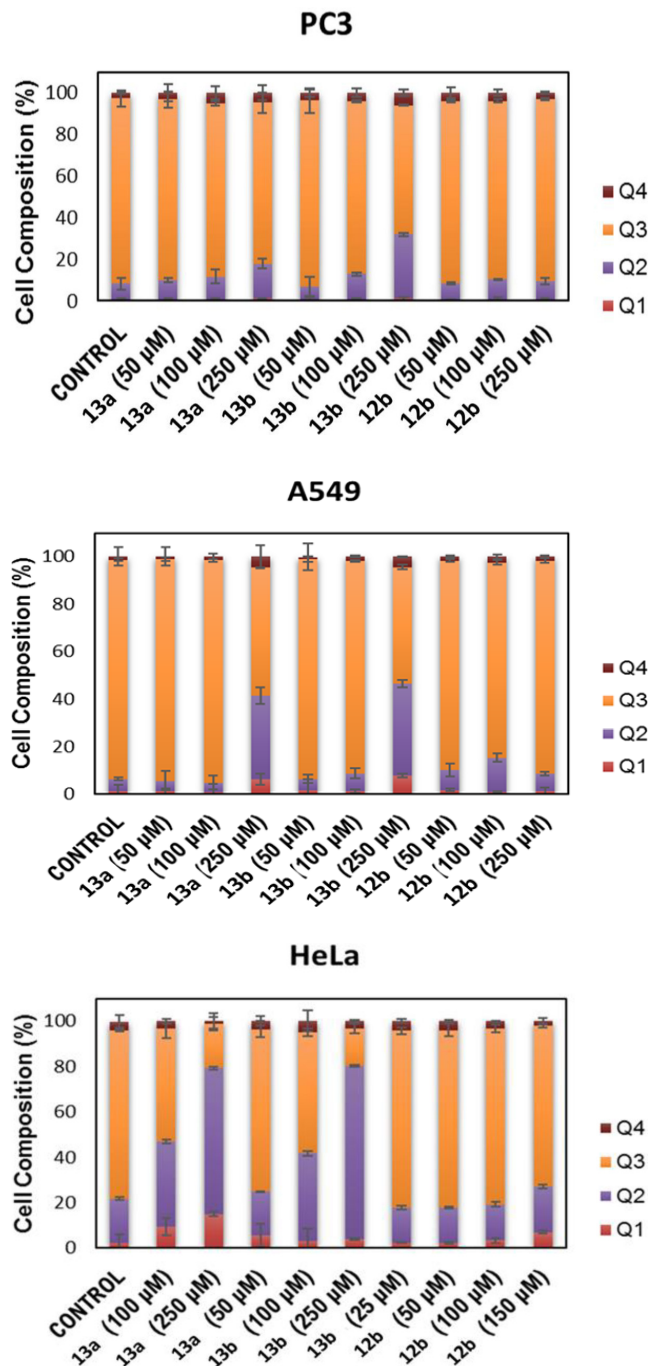 PC3
Cell Composition (%)
100
80
60
40
20
0
CONTROL
13a (50 µM)
13a (100 µM)
13a (250 µM)
13b (50 µM)
13b (100 µM)
13b (250 µM)
12b (50 µM)
12b (100 µM)
12b (250 µM)
Q4
Q3
Q2
Q1
A549
Cell Composition (%)
100
80
60
40
20
0
CONTROL
13a (50 µM)
13a (100 µM)
13a (250 µM)
13b (50 µM)
13b (100 µM)
13b (250 µM)
12b (50 µM)
12b (100 µM)
12b (250 µM)
Q4
Q3
Q2
Q1
HeLa
Cell Composition (%)
100
80
60
40
20
0
CONTROL
13a (100 µM)
13a (250 µM)
13a (50 µM)
13b (100 µM)
13b (250 µM)
13b (25 µM)
12b (50 µM)
12b (100 µM)
12b (150 µM)
Q4
Q3
Q2
Q1